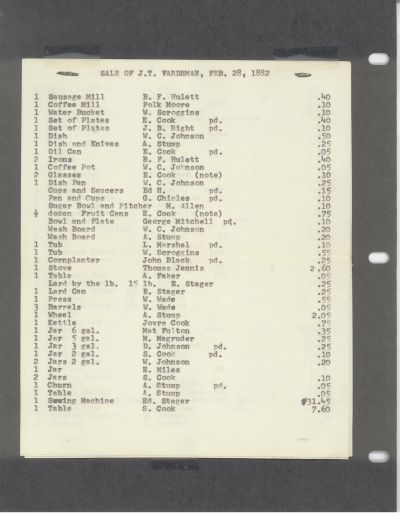 SALE OF J.T. VARDEMAN, FEB. 28, 1882
1 Sausage Mill B. F. Hulett .40
1 Coffee Mill Polk Moore .10
1 Water Bucket W. Scroggins .10
1 Set of Plates E. Cook pd. .40
1 Set of Plates J. B. Right pd. .10
1 Dish W. C. Johnson .50
1 Dish and Knives A. Stump .25
1 Oil Can E. Cook pd. .05
2 Irons B. F. Hulett .40
1 Coffee Pot W. C. Johnson .05
2 Glasses E. Cook (note) .10
1 Dish Pan W. C. Johnson .25
Cups and Saucers Ed H. pd. .15
Pan and Cups G. Chinles pd. .10
Sugar Bowl and Pitcher M. Allen .10
½ dozen Fruit Cans E. Cook (note) .75
Bowl and Plate George Mitchell pd. .10
Wash Board W. C. Johnson .20
Wash Board A. Stump .20
1 Tub L. Marshal pd. .10
1 Tub W. Scroggins .55
1 Cornplanter John Black pd. .25
1 Stove Thomas Jennis 2.60
1 Table A. Faker .05
Lard by the lb. 15 lb. E. Stager .25
1 Lard Can E. Stager .25
1 Press W. Wade .55
3 Barrels W. Wade .05
1 Wheel A. Stump 2.05
1 Kettle Jovra Cook .75
1 Jar 6 gal. Mat Fulton .35
1 Jar 5 gal. M. Magruder .25
1 Jar 3 gal. D. Johnson pd. .25
1 Jar 2 gal. S. Cook pd. .10
2 Jars 2 gal. W. Johnson .20
1 Jar E. Miles
2 Jars S. Cook .10
1 Churn A. Stump pd. .05
1 Table A. Stump .05
1 Sewing Machine Ed. Stager $31.45
1 Table S. Cook 7.60